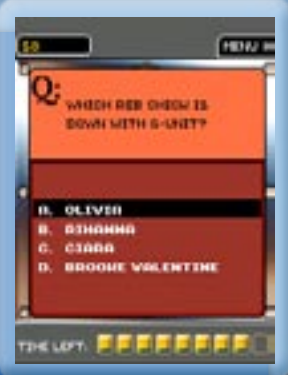 $0
MENU
Q:
WHICH R&B CHICK IS
DOWN WITH G-UNIT?
A. OLIVIA
B. RIHANNA
C. CIARA
D. BROOKE VALENTINE
TIME LEFT: